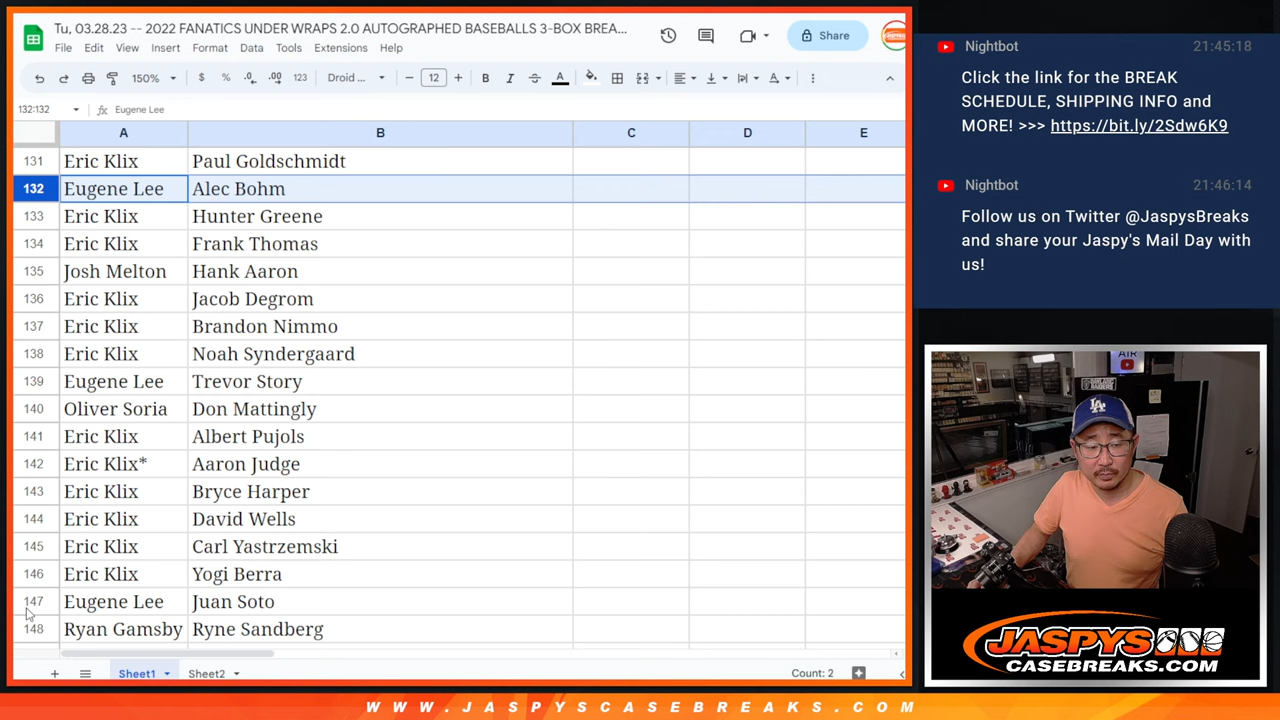 Tu, 03.28.23 -- 2022 FANATICS UNDER WRAPS 2.0 AUTOGRAPHED BASEBALLS 3-BOX BREA...
File Edit View Insert Format Data Tools Extensions Help
Share
150% $ % .0 .00 123 Droid ... 12 B I A
132:132 fx Eugene Lee
A B C D E
131 Eric Klix Paul Goldschmidt
132 Eugene Lee Alec Bohm
133 Eric Klix Hunter Greene
134 Eric Klix Frank Thomas
135 Josh Melton Hank Aaron
136 Eric Klix Jacob Degrom
137 Eric Klix Brandon Nimmo
138 Eric Klix Noah Syndergaard
139 Eugene Lee Trevor Story
140 Oliver Soria Don Mattingly
141 Eric Klix Albert Pujols
142 Eric Klix* Aaron Judge
143 Eric Klix Bryce Harper
144 Eric Klix David Wells
145 Eric Klix Carl Yastrzemski
146 Eric Klix Yogi Berra
147 Eugene Lee Juan Soto
148 Ryan Gamsby Ryne Sandberg
Sheet1 Sheet2 Count: 2
Nightbot 21:45:18
Click the link for the BREAK
SCHEDULE, SHIPPING INFO and
MORE! >>> https://bit.ly/2Sdw6K9
Nightbot 21:46:14
Follow us on Twitter @JaspysBreaks
and share your Jaspy's Mail Day with
us!
AIR
LA
JASPYS
CASEBREAKS.COM
WWW.JASPYSCASEBREAKS.COM